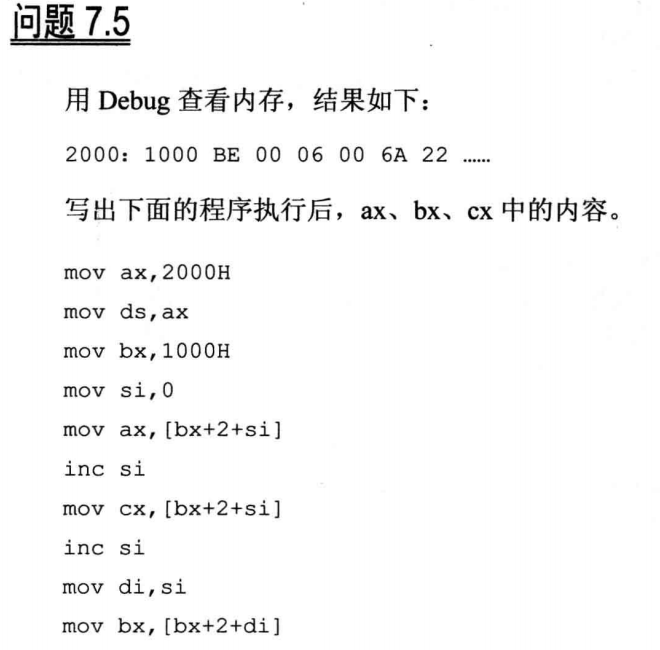 问题 7.5
用 Debug 查看内存，结果如下：
2000：1000 BE 00 06 00 6A 22 ……
写出下面的程序执行后，ax、bx、cx 中的内容。
mov ax,2000H
mov ds,ax
mov bx,1000H
mov si,0
mov ax,[bx+2+si]
inc si
mov cx,[bx+2+si]
inc si
mov di,si
mov bx,[bx+2+di]